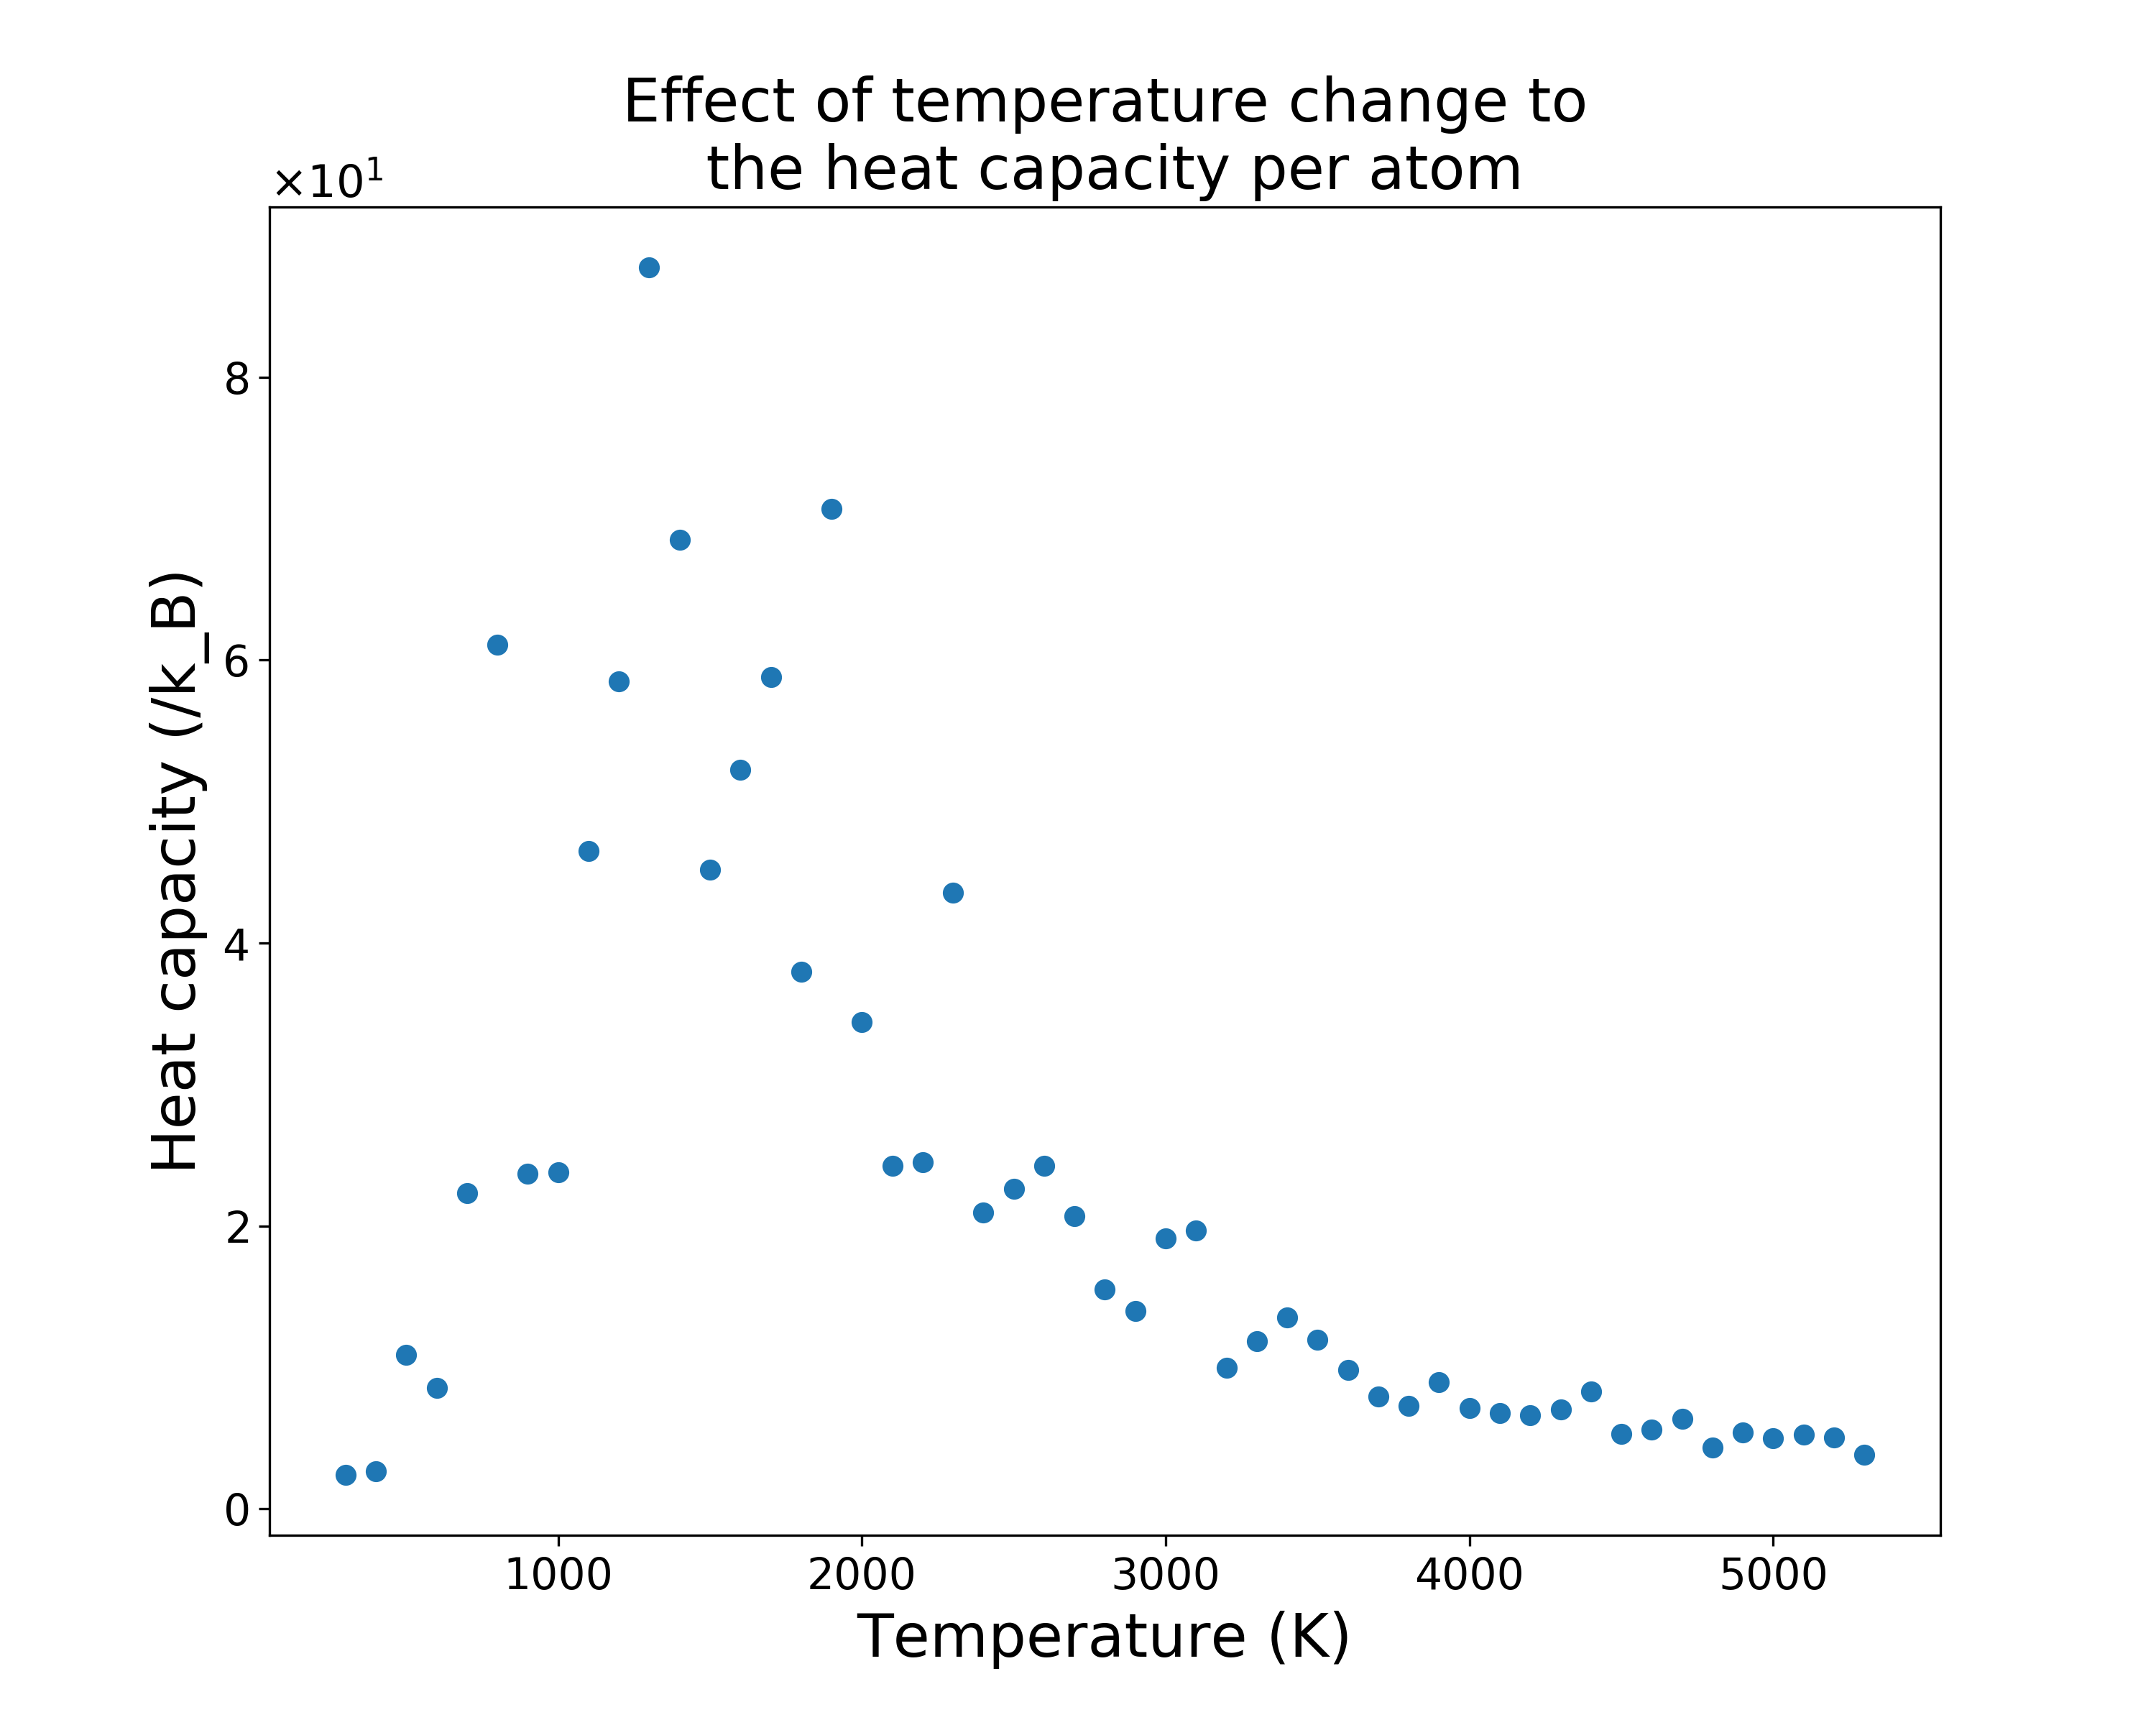 Effect of temperature change to
the heat capacity per atom
×10¹
8
6
4
2
0
Heat capacity (/k_B)
1000 2000 3000 4000 5000
Temperature (K)